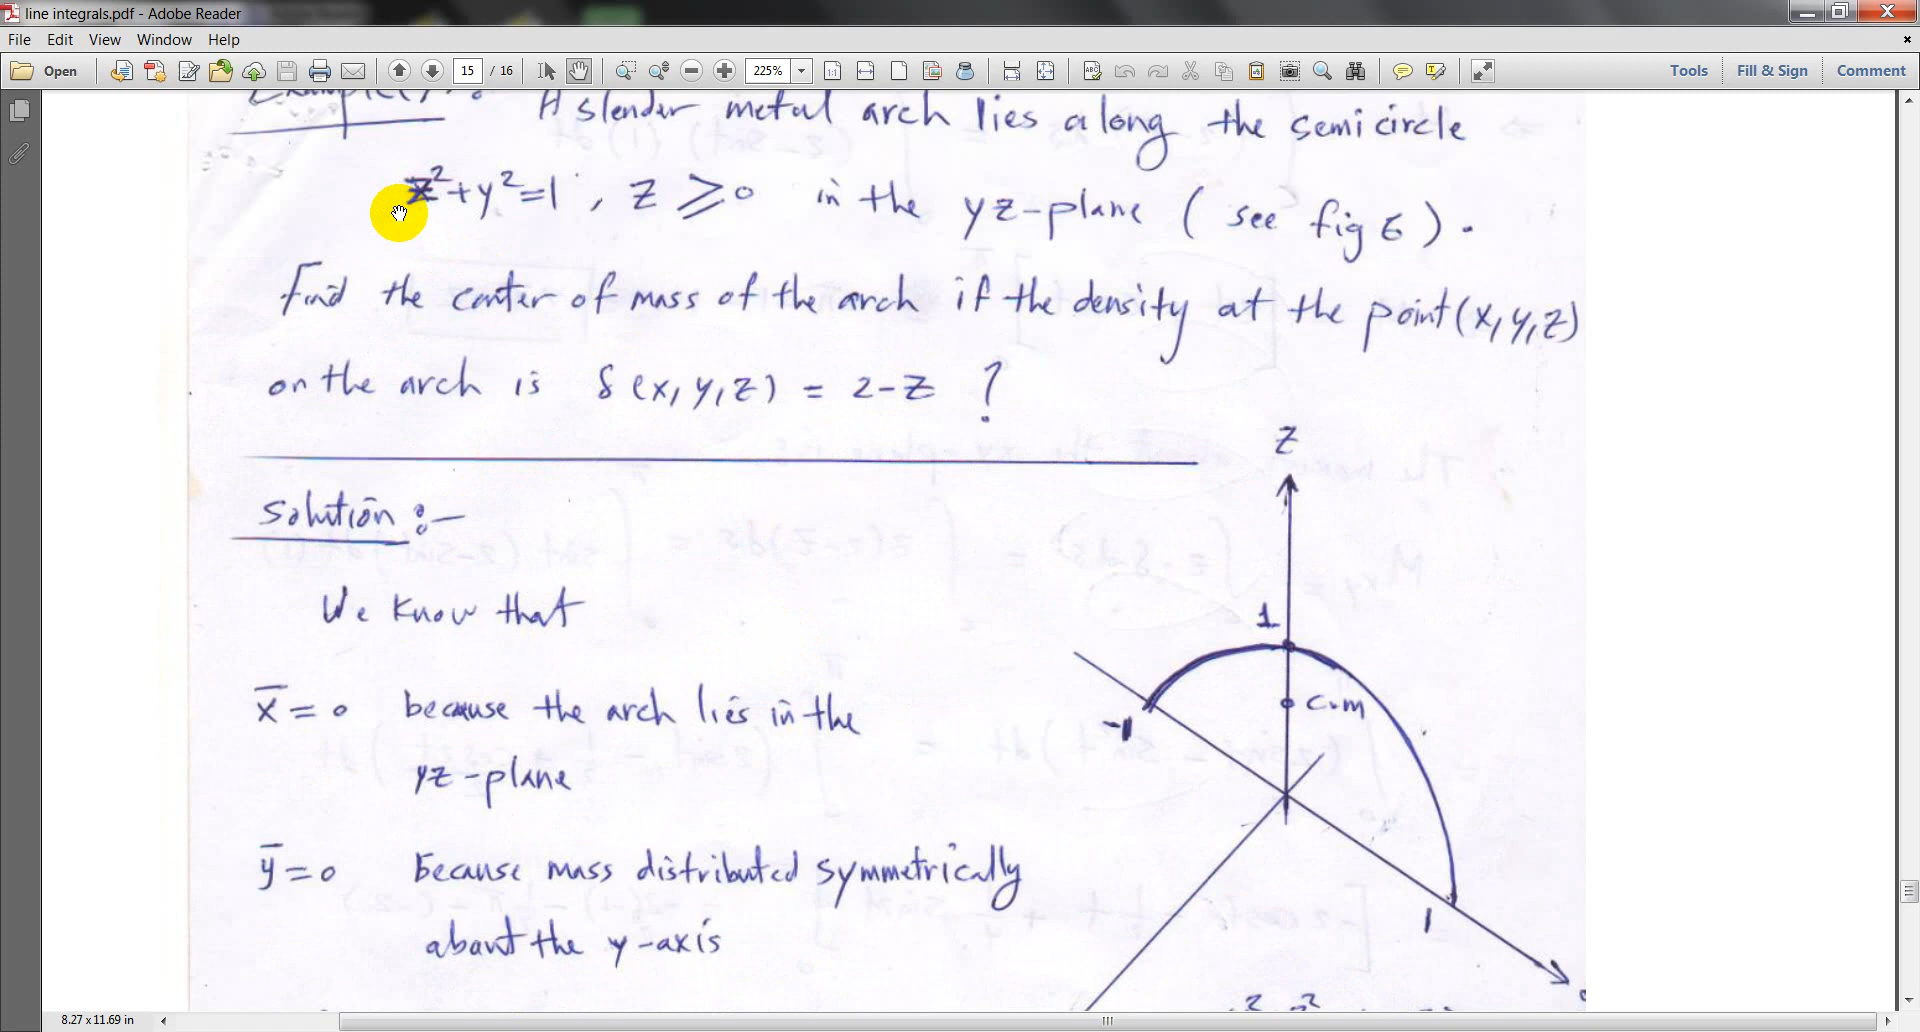 line integrals.pdf - Adobe Reader
File Edit View Window Help
Open 15 / 16 225% Tools Fill & Sign Comment
A slender metal arch lies along the semicircle
z²+y²=1, z ≥ 0 in the yz-plane ( see fig 6 ).
Find the center of mass of the arch if the density at the point (x, y, z)
on the arch is δ(x, y, z) = 2-z ?
Solution :-
We know that
x̄ = 0 because the arch lies in the
yz-plane
ȳ = 0 because mass distributed symmetrically
about the y-axis
z
1
c.m
-1
1
8.27 x 11.69 in